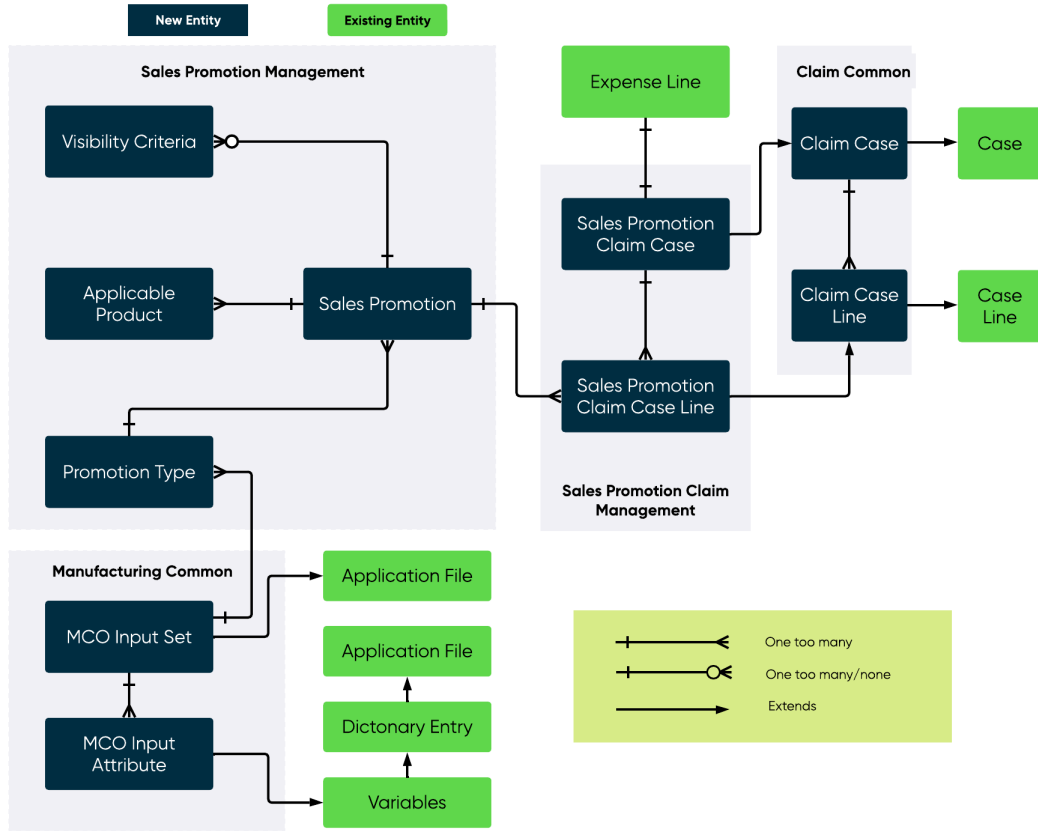 New Entity
Existing Entity
Sales Promotion Management
Visibility Criteria
Applicable
Product
Sales Promotion
Promotion Type
Expense Line
Sales Promotion
Claim Case
Sales Promotion
Claim Case Line
Sales Promotion Claim
Management
Claim Common
Claim Case
Case
Claim Case
Line
Case
Line
Manufacturing Common
MCO Input Set
MCO Input
Attribute
Application File
Application File
Dictonary Entry
Variables
One too many
One too many/none
Extends